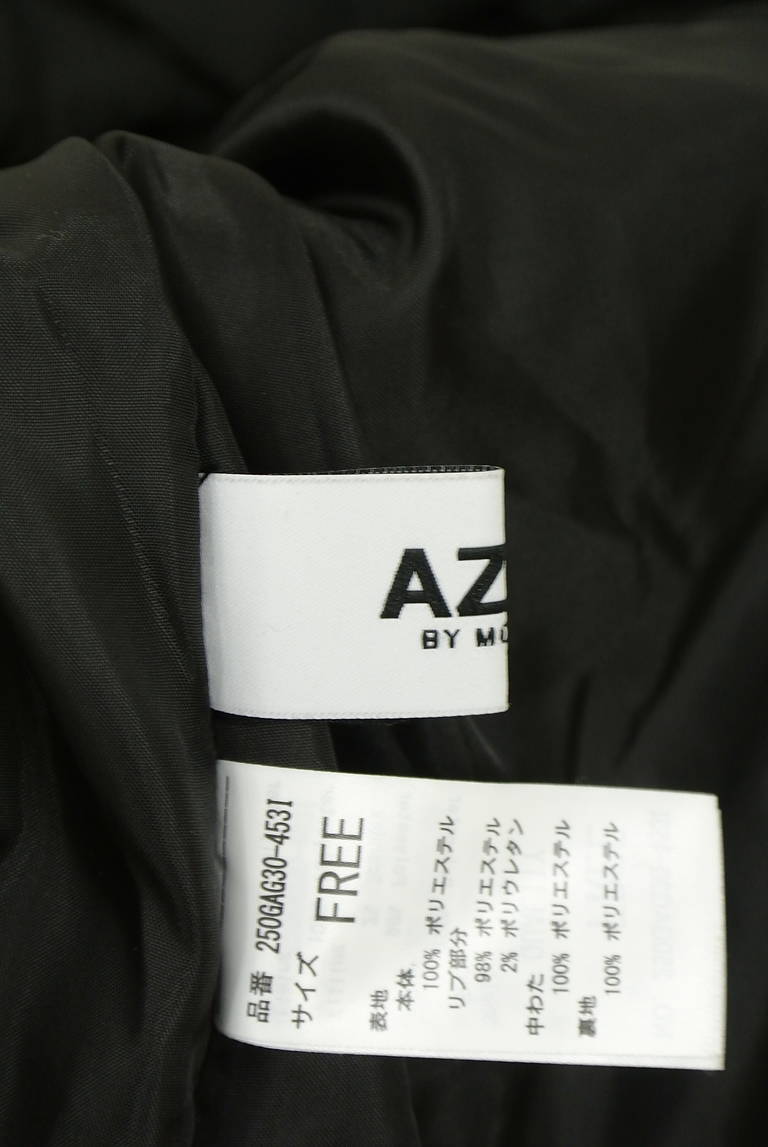 AZ
BY MO
品番 250GAG30-453I
サイズ
FREE
表地
本体
100% ポリエステル
リブ部分
98% ポリエステル
2% ポリウレタン
中わた
100% ポリエステル
裏地
100% ポリエステル